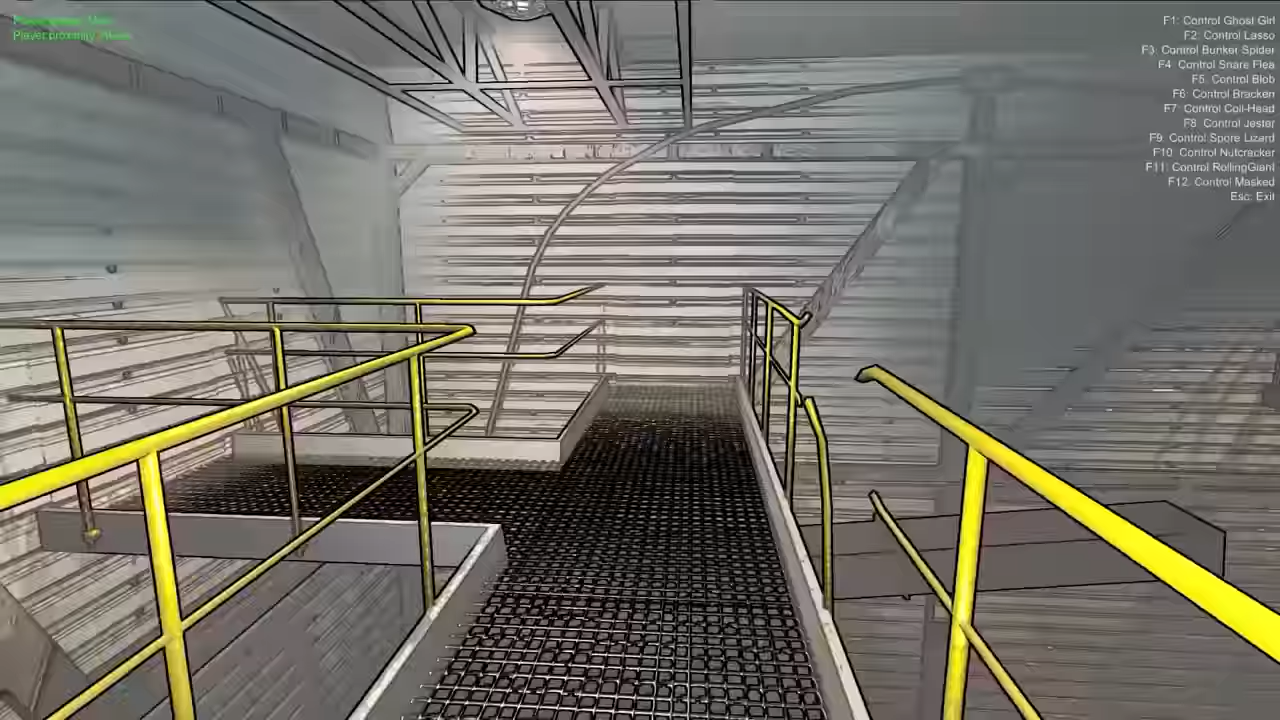 Player proximity:
F1: Control Ghost Girl
F2: Control Lasso
F3: Control Bunker Spider
F4: Control Snare Flea
F5: Control Blob
F6: Control Bracken
F7: Control Coil-Head
F8: Control Jester
F9: Control Spore Lizard
F10: Control Nutcracker
F11: Control RollingGiant
F12: Control Masked
Esc: Exit